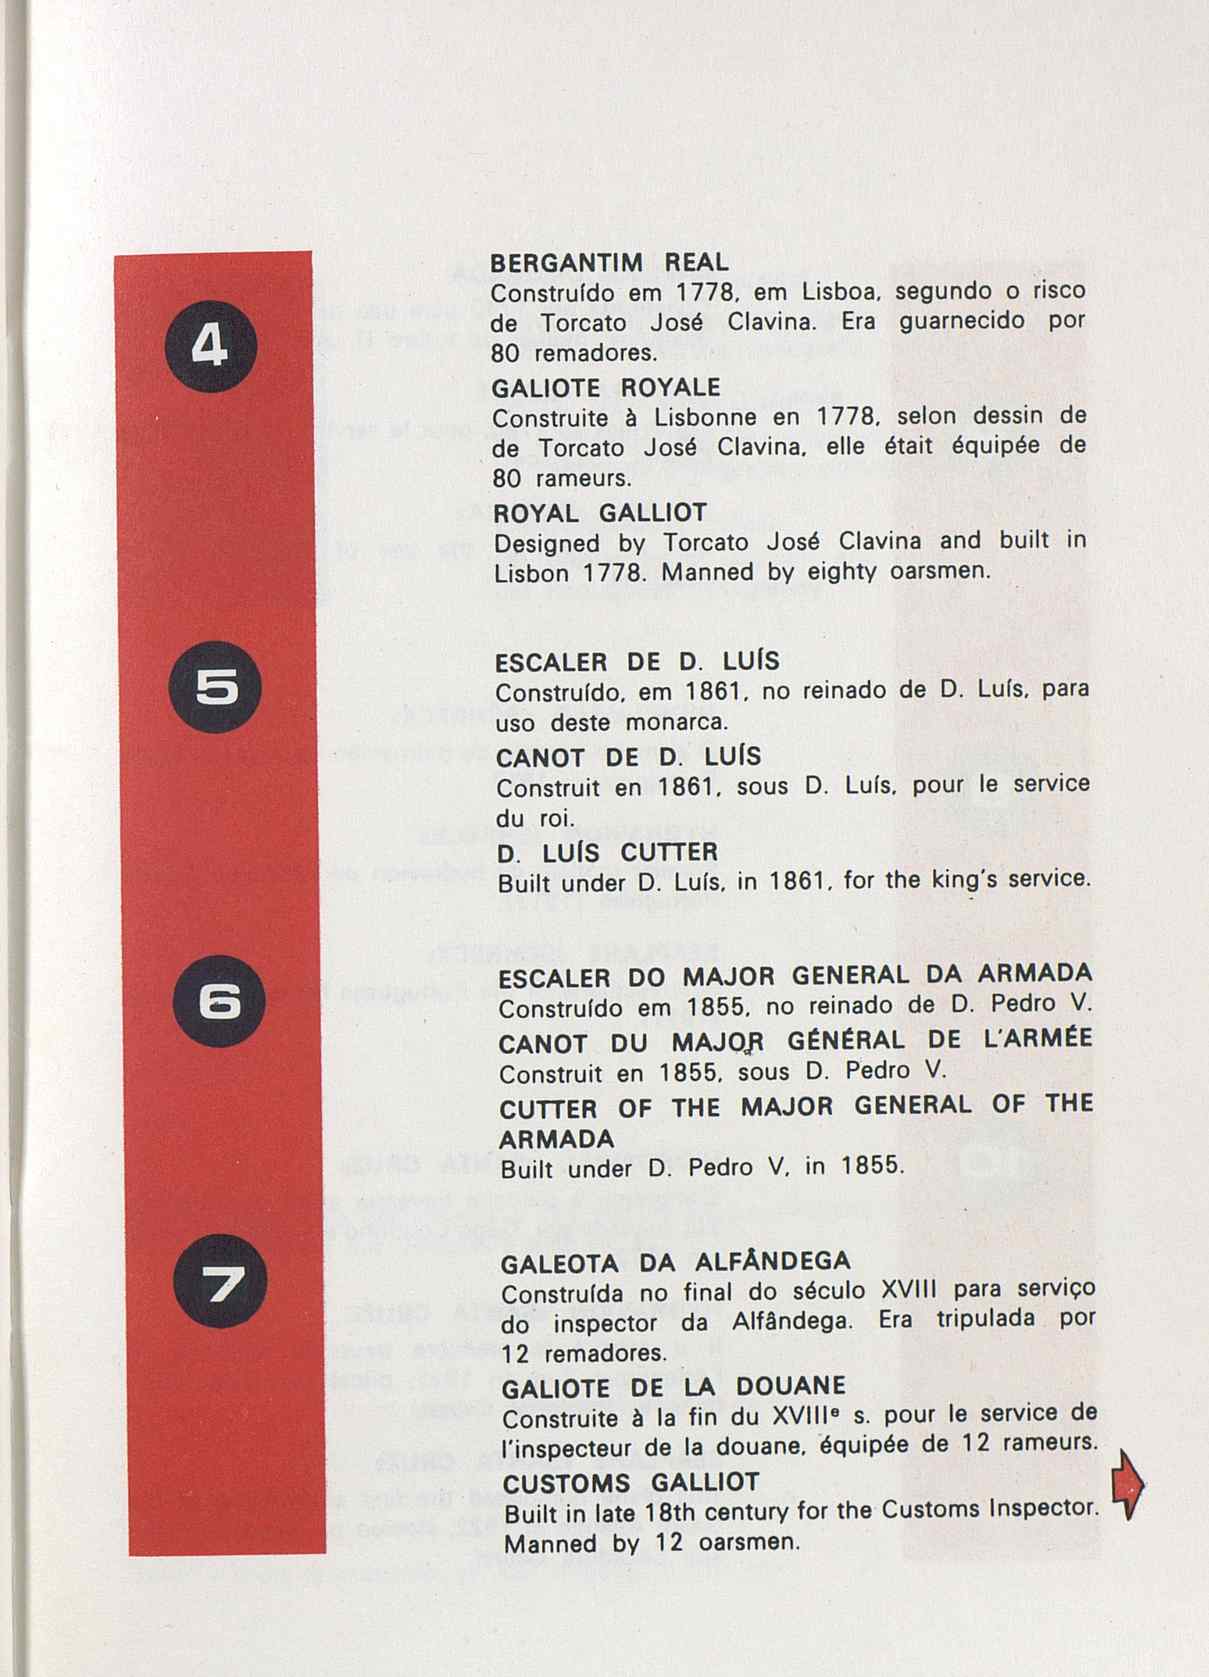 4
BERGANTIM REAL
Construído em 1778, em Lisboa, segundo o risco
de Torcato José Clavina. Era guarnecido por
80 remadores.
GALIOTE ROYALE
Construite à Lisbonne en 1778, selon dessin de
de Torcato José Clavina, elle était équipée de
80 rameurs.
ROYAL GALLIOT
Designed by Torcato José Clavina and built in
Lisbon 1778. Manned by eighty oarsmen.
5
ESCALER DE D. LUÍS
Construído, em 1861, no reinado de D. Luís, para
uso deste monarca.
CANOT DE D. LUÍS
Construit en 1861, sous D. Luís, pour le service
du roi.
D. LUÍS CUTTER
Built under D. Luís, in 1861, for the king's service.
6
ESCALER DO MAJOR GENERAL DA ARMADA
Construído em 1855, no reinado de D. Pedro V.
CANOT DU MAJOR GÉNÉRAL DE L'ARMÉE
Construit en 1855, sous D. Pedro V.
CUTTER OF THE MAJOR GENERAL OF THE
ARMADA
Built under D. Pedro V, in 1855.
7
GALEOTA DA ALFÂNDEGA
Construída no final do século XVIII para serviço
do inspector da Alfândega. Era tripulada por
12 remadores.
GALIOTE DE LA DOUANE
Construite à la fin du XVIIIᵉ s. pour le service de
l'inspecteur de la douane, équipée de 12 rameurs.
CUSTOMS GALLIOT
Built in late 18th century for the Customs Inspector.
Manned by 12 oarsmen.